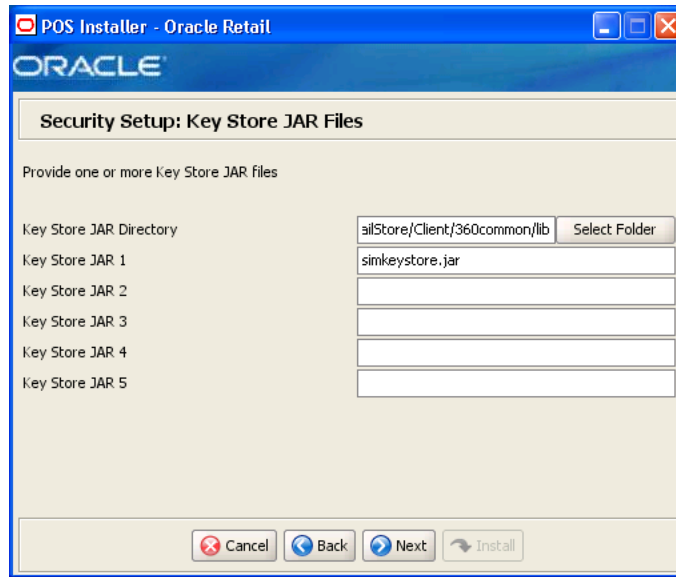 POS Installer - Oracle Retail
ORACLE
Security Setup: Key Store JAR Files
Provide one or more Key Store JAR files
Key Store JAR Directory ailStore/Client/360common/lib Select Folder
Key Store JAR 1 simkeystore.jar
Key Store JAR 2
Key Store JAR 3
Key Store JAR 4
Key Store JAR 5
Cancel Back Next Install